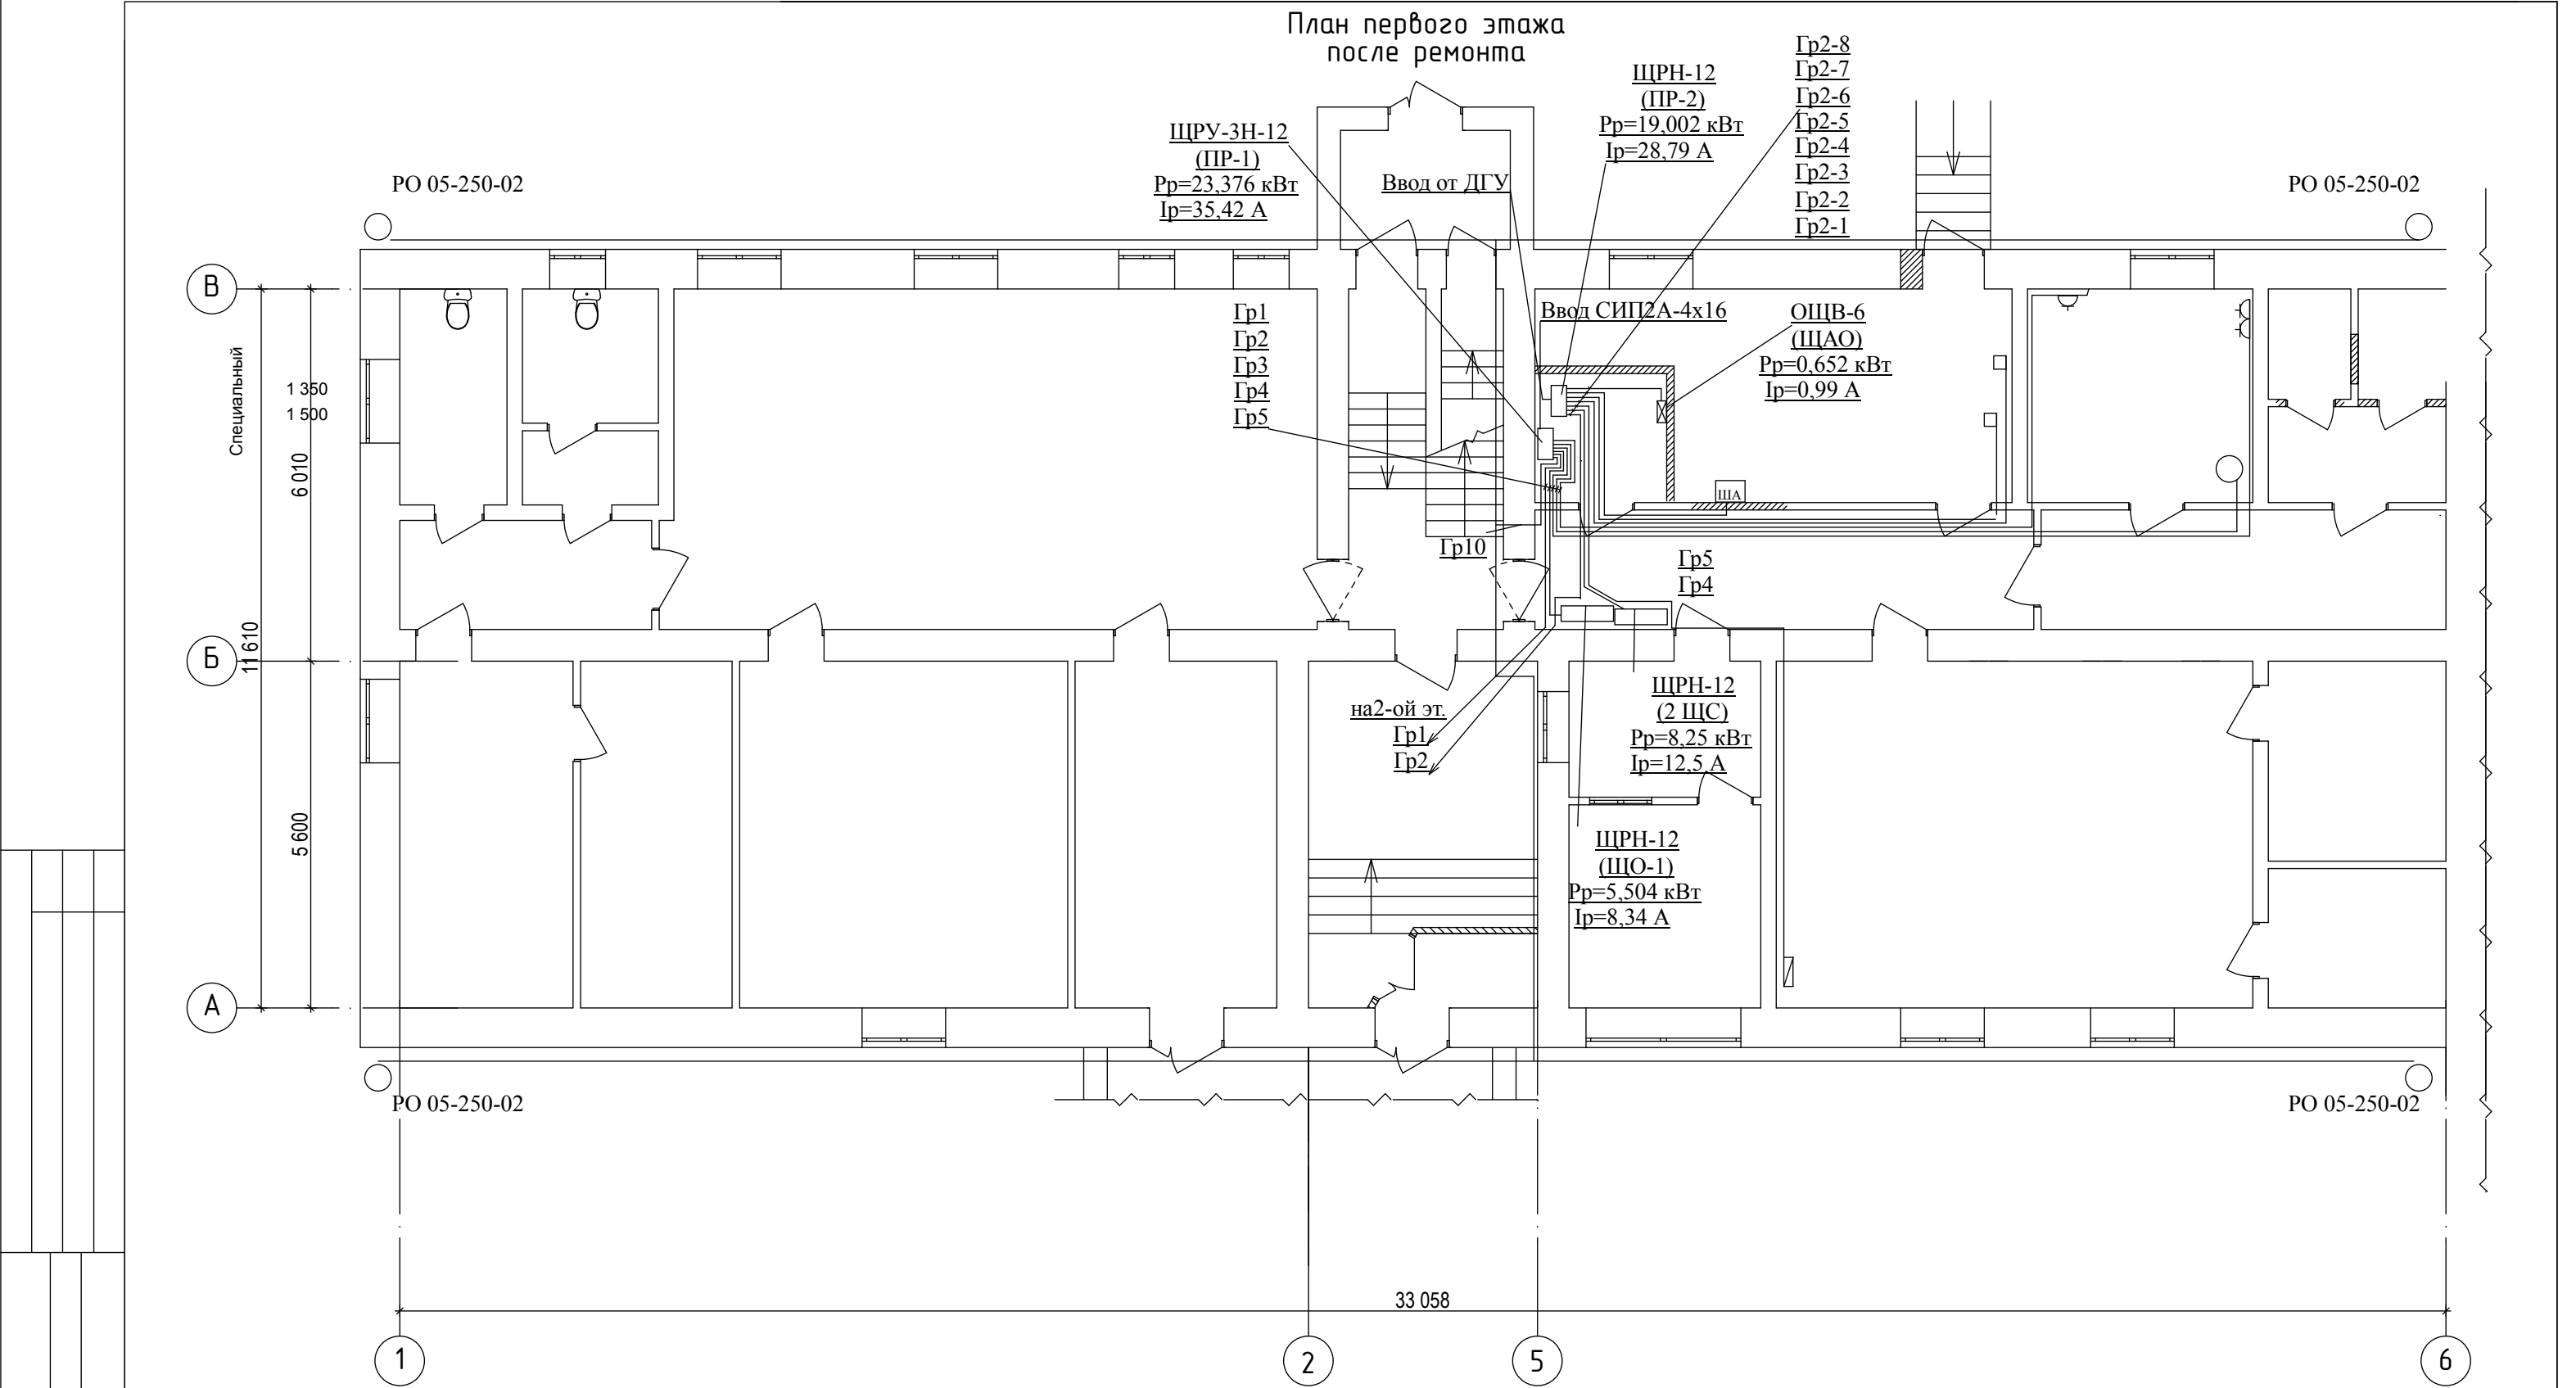 План первого этажа
после ремонта
ЩРУ-3Н-12
(ПР-1)
Рр=23,376 кВт
Iр=35,42 А
Ввод от ДГУ
ЩРН-12
(ПР-2)
Рр=19,002 кВт
Iр=28,79 А
Гр2-8
Гр2-7
Гр2-6
Гр2-5
Гр2-4
Гр2-3
Гр2-2
Гр2-1
РО 05-250-02
РО 05-250-02
В
Специальный
1 350
1 500
6 010
11 610
Б
5 600
А
Гр1
Гр2
Гр3
Гр4
Гр5
Ввод СИП2А-4х16
ОЩВ-6
(ЩАО)
Рр=0,652 кВт
Iр=0,99 А
ША
Гр10
Гр5
Гр4
на2-ой эт.
Гр1
Гр2
ЩРН-12
(2 ЩС)
Рр=8,25 кВт
Iр=12,5 А
ЩРН-12
(ЩО-1)
Рр=5,504 кВт
Iр=8,34 А
РО 05-250-02
РО 05-250-02
33 058
1
2
5
6